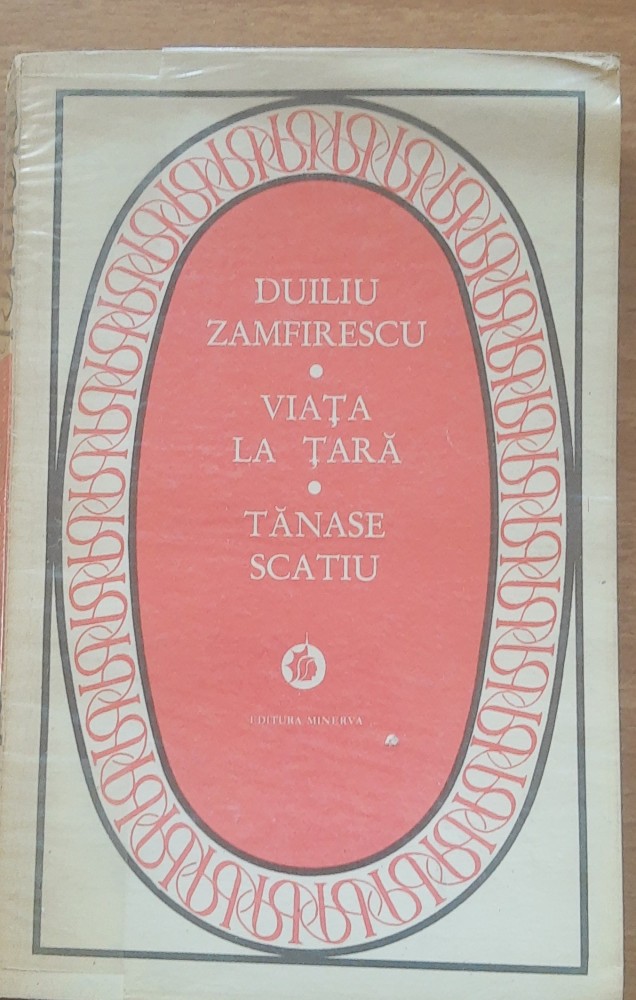 DUILIU
ZAMFIRESCU
•
VIAŢA
LA ŢARĂ
•
TĂNASE
SCATIU
EDITURA MINERVA